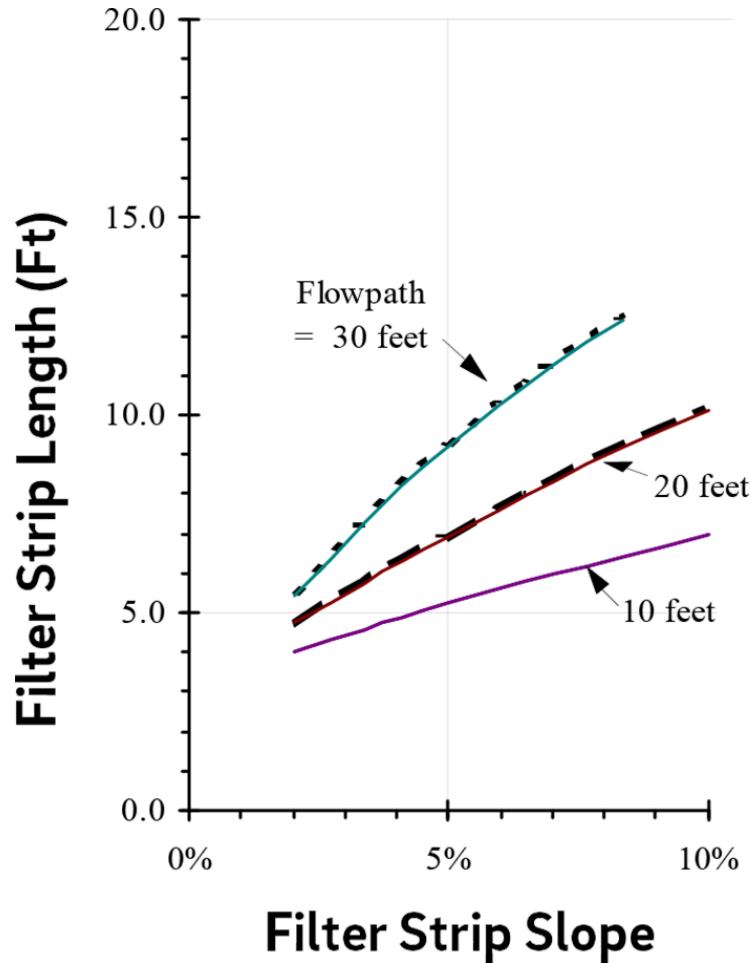 20.0
15.0
10.0
5.0
0.0
Filter Strip Length (Ft)
Flowpath
= 30 feet
20 feet
10 feet
0%
5%
10%
Filter Strip Slope